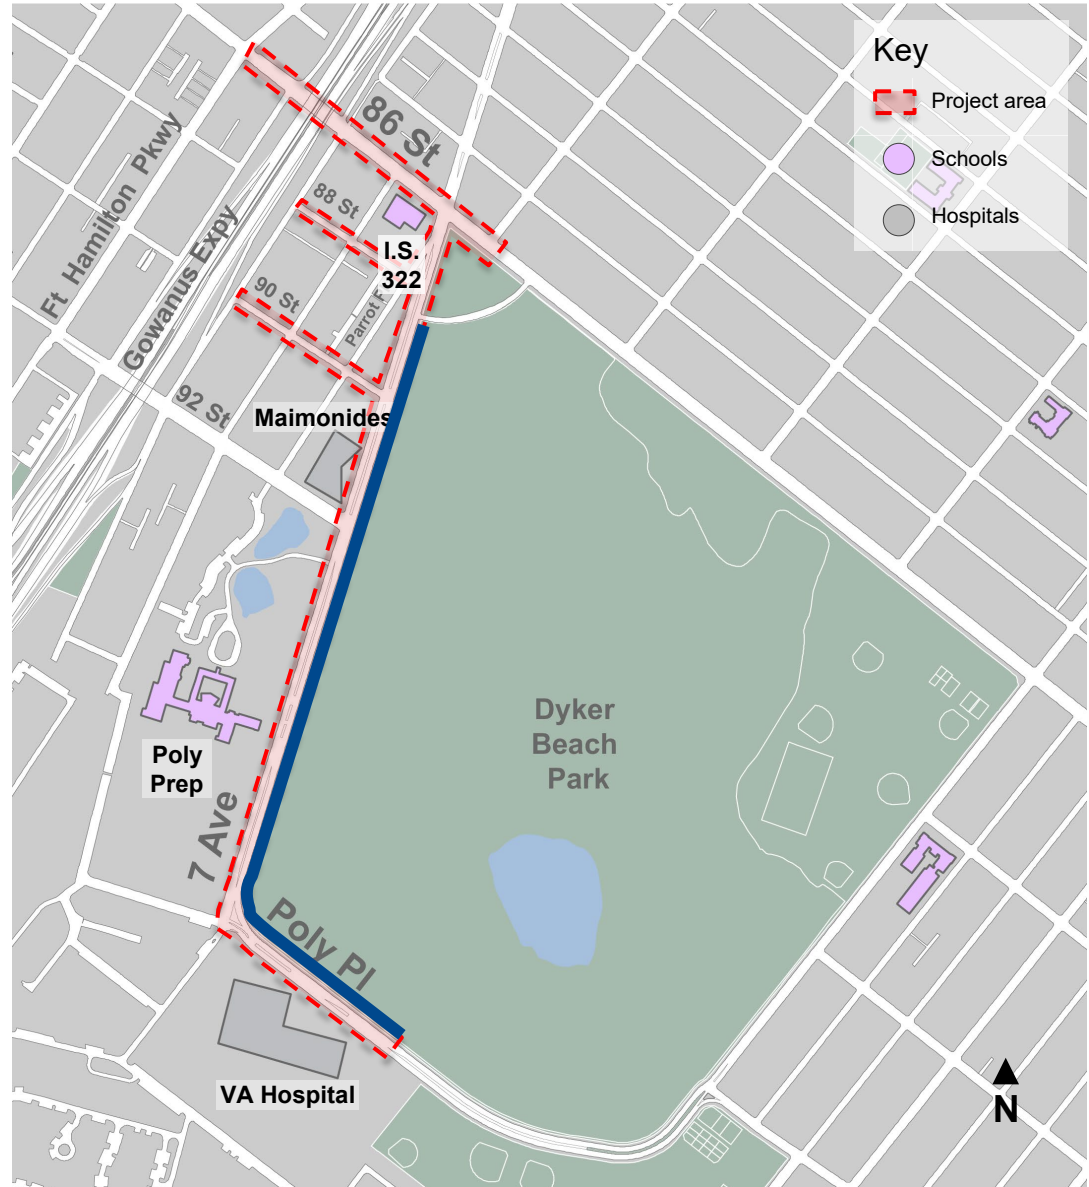 Key
Project area
Schools
Hospitals
86 St
Ft Hamilton Pkwy
88 St
I.S.
322
Gowanus Expy
90 St
Parrot
92 St
Maimonides
Dyker
Beach
Park
Poly
Prep
7 Ave
Poly Pl
VA Hospital
N